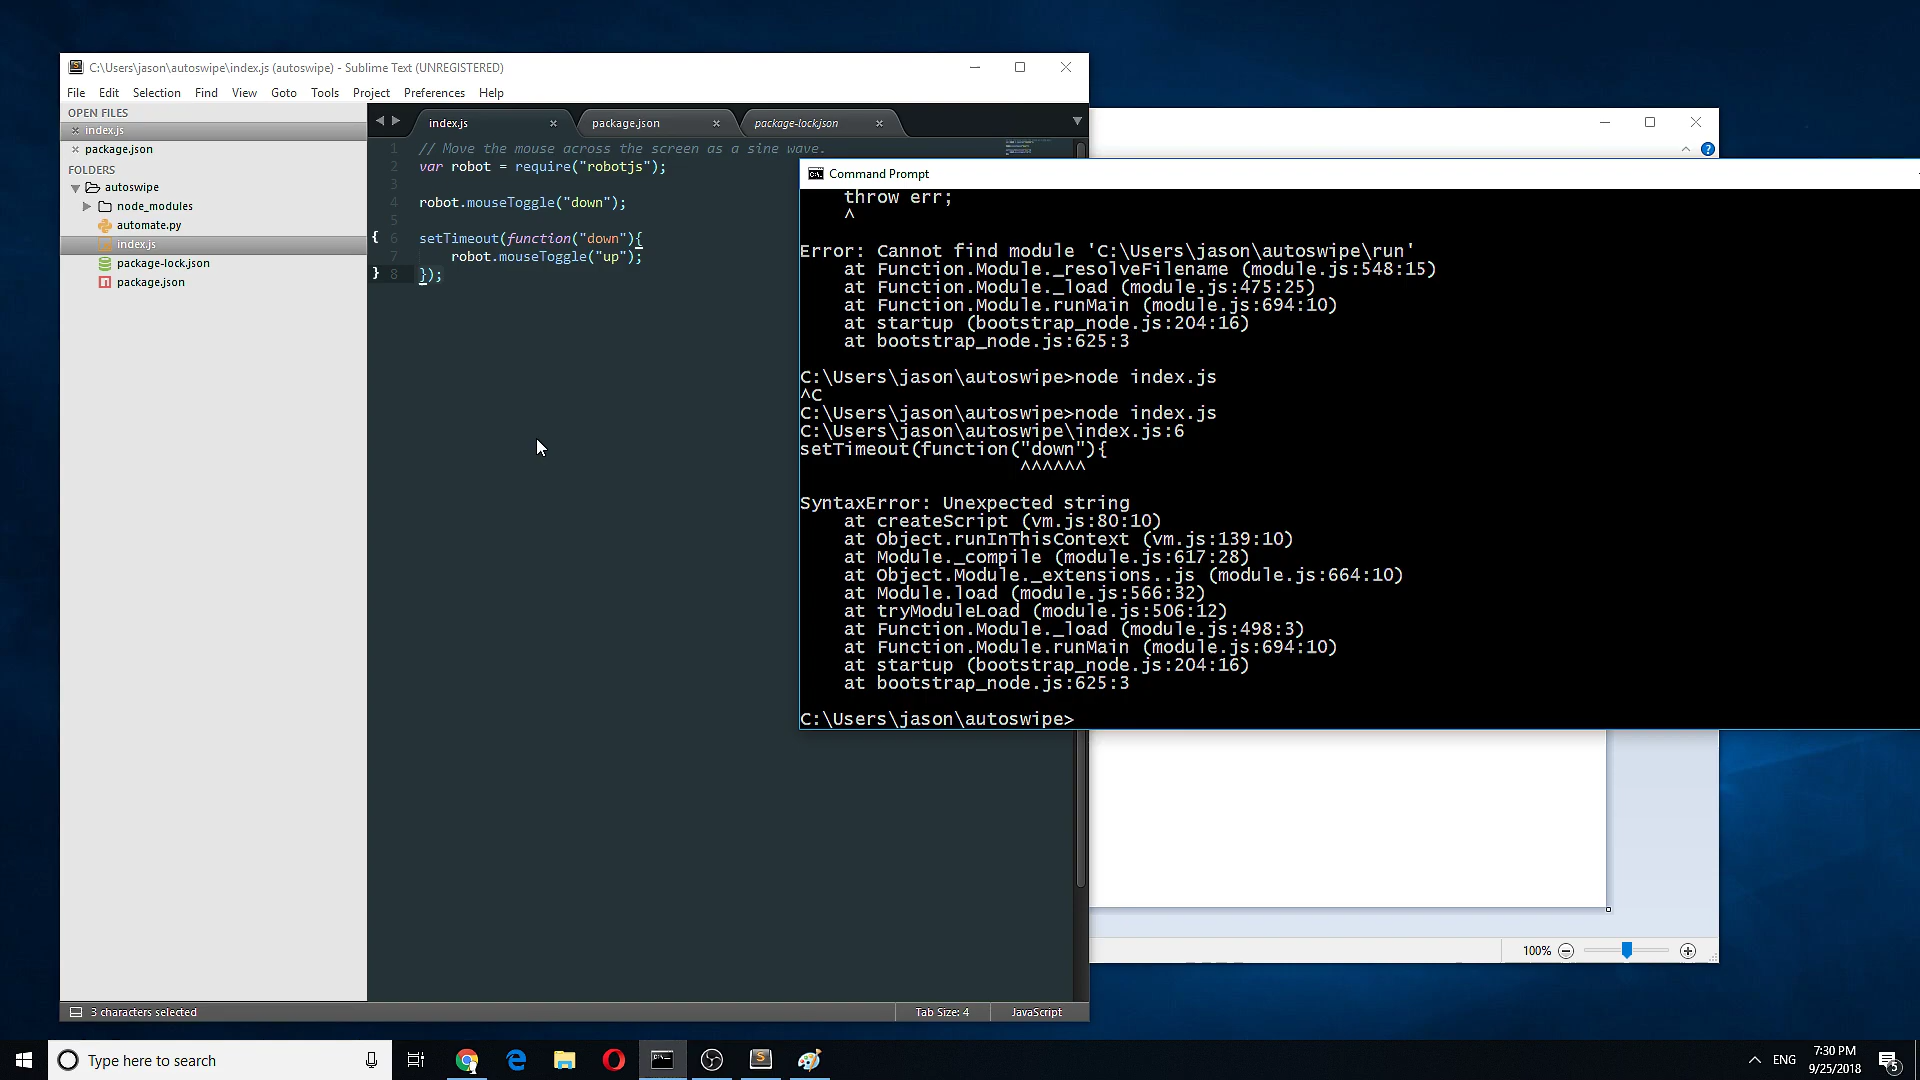 C:\Users\jason\autoswipe\index.js (autoswipe) - Sublime Text (UNREGISTERED)
File Edit Selection Find View Goto Tools Project Preferences Help
OPEN FILES
index.js
package.json
FOLDERS
autoswipe
node_modules
automate.py
index.js
package-lock.json
package.json
index.js package.json package-lock.json
1 // Move the mouse across the screen as a sine wave.
2 var robot = require("robotjs");
3
4 robot.mouseToggle("down");
5
6 setTimeout(function("down"){
7 robot.mouseToggle("up");
8 });
Command Prompt
throw err;
^
Error: Cannot find module 'C:\Users\jason\autoswipe\run'
at Function.Module._resolveFilename (module.js:548:15)
at Function.Module._load (module.js:475:25)
at Function.Module.runMain (module.js:694:10)
at startup (bootstrap_node.js:204:16)
at bootstrap_node.js:625:3
C:\Users\jason\autoswipe>node index.js
^C
C:\Users\jason\autoswipe>node index.js
C:\Users\jason\autoswipe\index.js:6
setTimeout(function("down"){
^^^^^^
SyntaxError: Unexpected string
at createScript (vm.js:80:10)
at Object.runInThisContext (vm.js:139:10)
at Module._compile (module.js:617:28)
at Object.Module._extensions..js (module.js:664:10)
at Module.load (module.js:566:32)
at tryModuleLoad (module.js:506:12)
at Function.Module._load (module.js:498:3)
at Function.Module.runMain (module.js:694:10)
at startup (bootstrap_node.js:204:16)
at bootstrap_node.js:625:3
C:\Users\jason\autoswipe>
100%
3 characters selected
Tab Size: 4
JavaScript
Type here to search
ENG
7:30 PM
9/25/2018
5